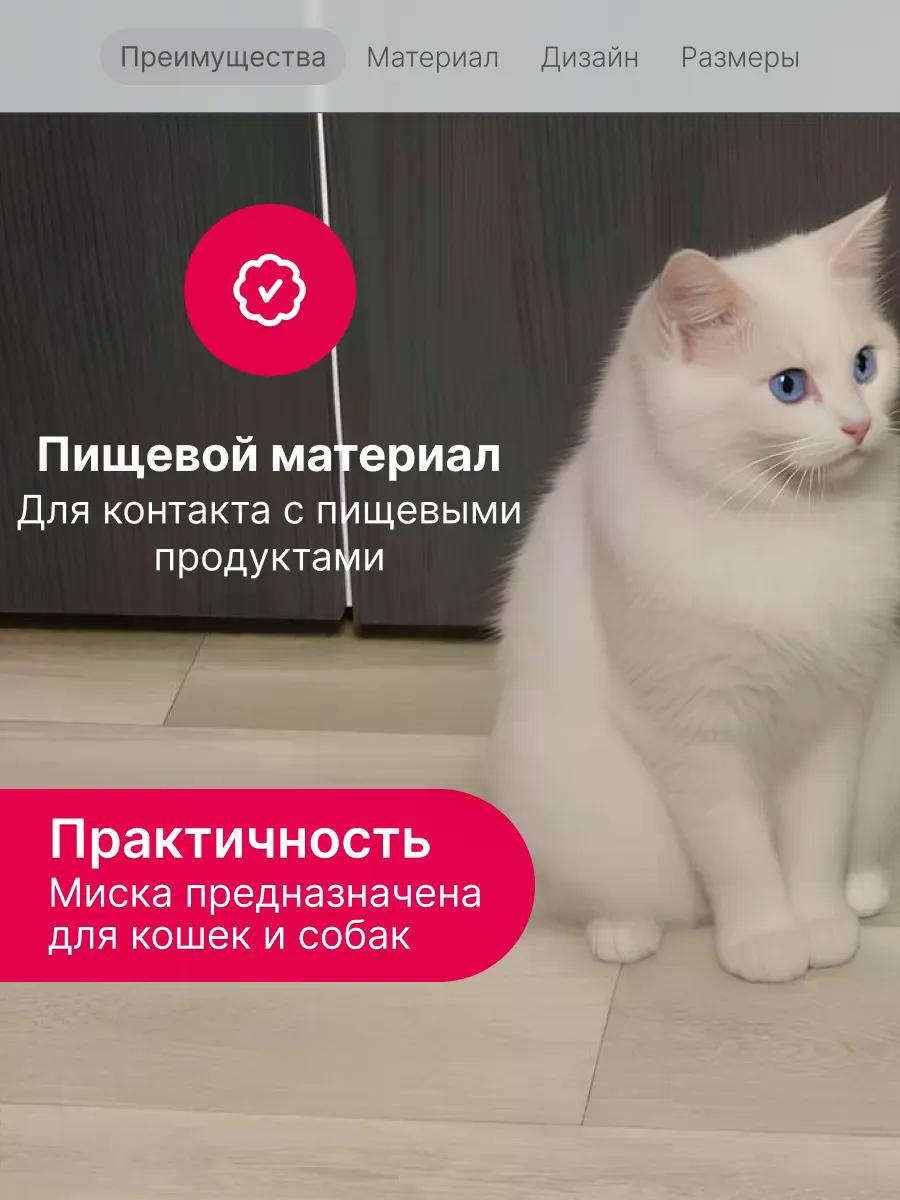 Преимущества Материал Дизайн Размеры
Пищевой материал
Для контакта с пищевыми
продуктами
Практичность
Миска предназначена
для кошек и собак